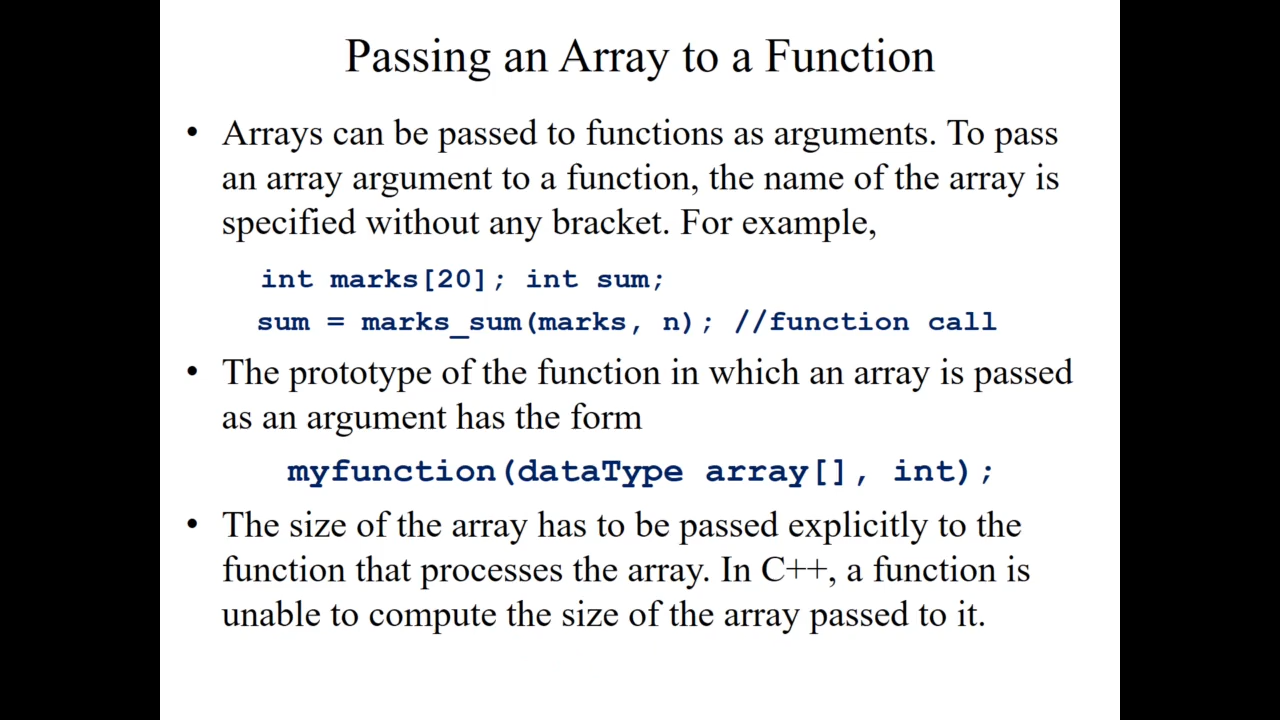 Passing an Array to a Function
• Arrays can be passed to functions as arguments. To pass
an array argument to a function, the name of the array is
specified without any bracket. For example,
int marks[20]; int sum;
sum = marks_sum(marks, n); //function call
• The prototype of the function in which an array is passed
as an argument has the form
myfunction(dataType array[], int);
• The size of the array has to be passed explicitly to the
function that processes the array. In C++, a function is
unable to compute the size of the array passed to it.